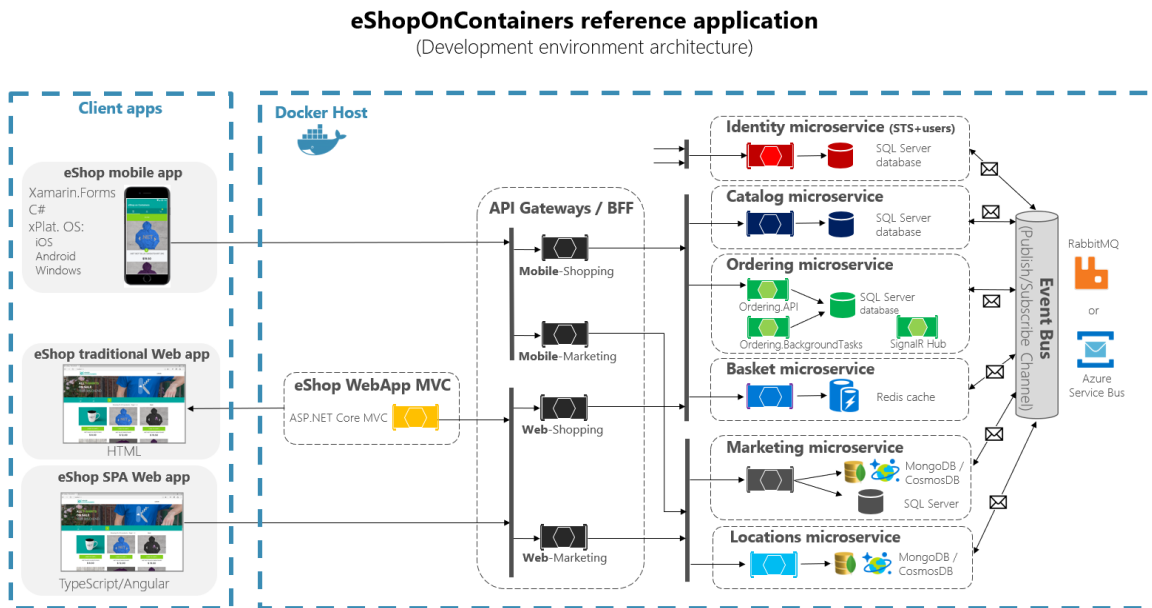 eShopOnContainers reference application
(Development environment architecture)
Client apps
eShop mobile app
Xamarin.Forms
C#
xPlat. OS:
iOS
Android
Windows
eShop traditional Web app
HTML
eShop SPA Web app
TypeScript/Angular
Docker Host
eShop WebApp MVC
ASP.NET Core MVC
API Gateways / BFF
Mobile-Shopping
Mobile-Marketing
Web-Shopping
Web-Marketing
Identity microservice (STS+users)
SQL Server
database
Catalog microservice
SQL Server
database
Ordering microservice
Ordering.API
SQL Server
database
Ordering.BackgroundTasks
SignalR Hub
Basket microservice
Redis cache
Marketing microservice
MongoDB /
CosmosDB
SQL Server
Locations microservice
MongoDB /
CosmosDB
Event Bus
(Publish/Subscribe Channel)
RabbitMQ
or
Azure
Service Bus